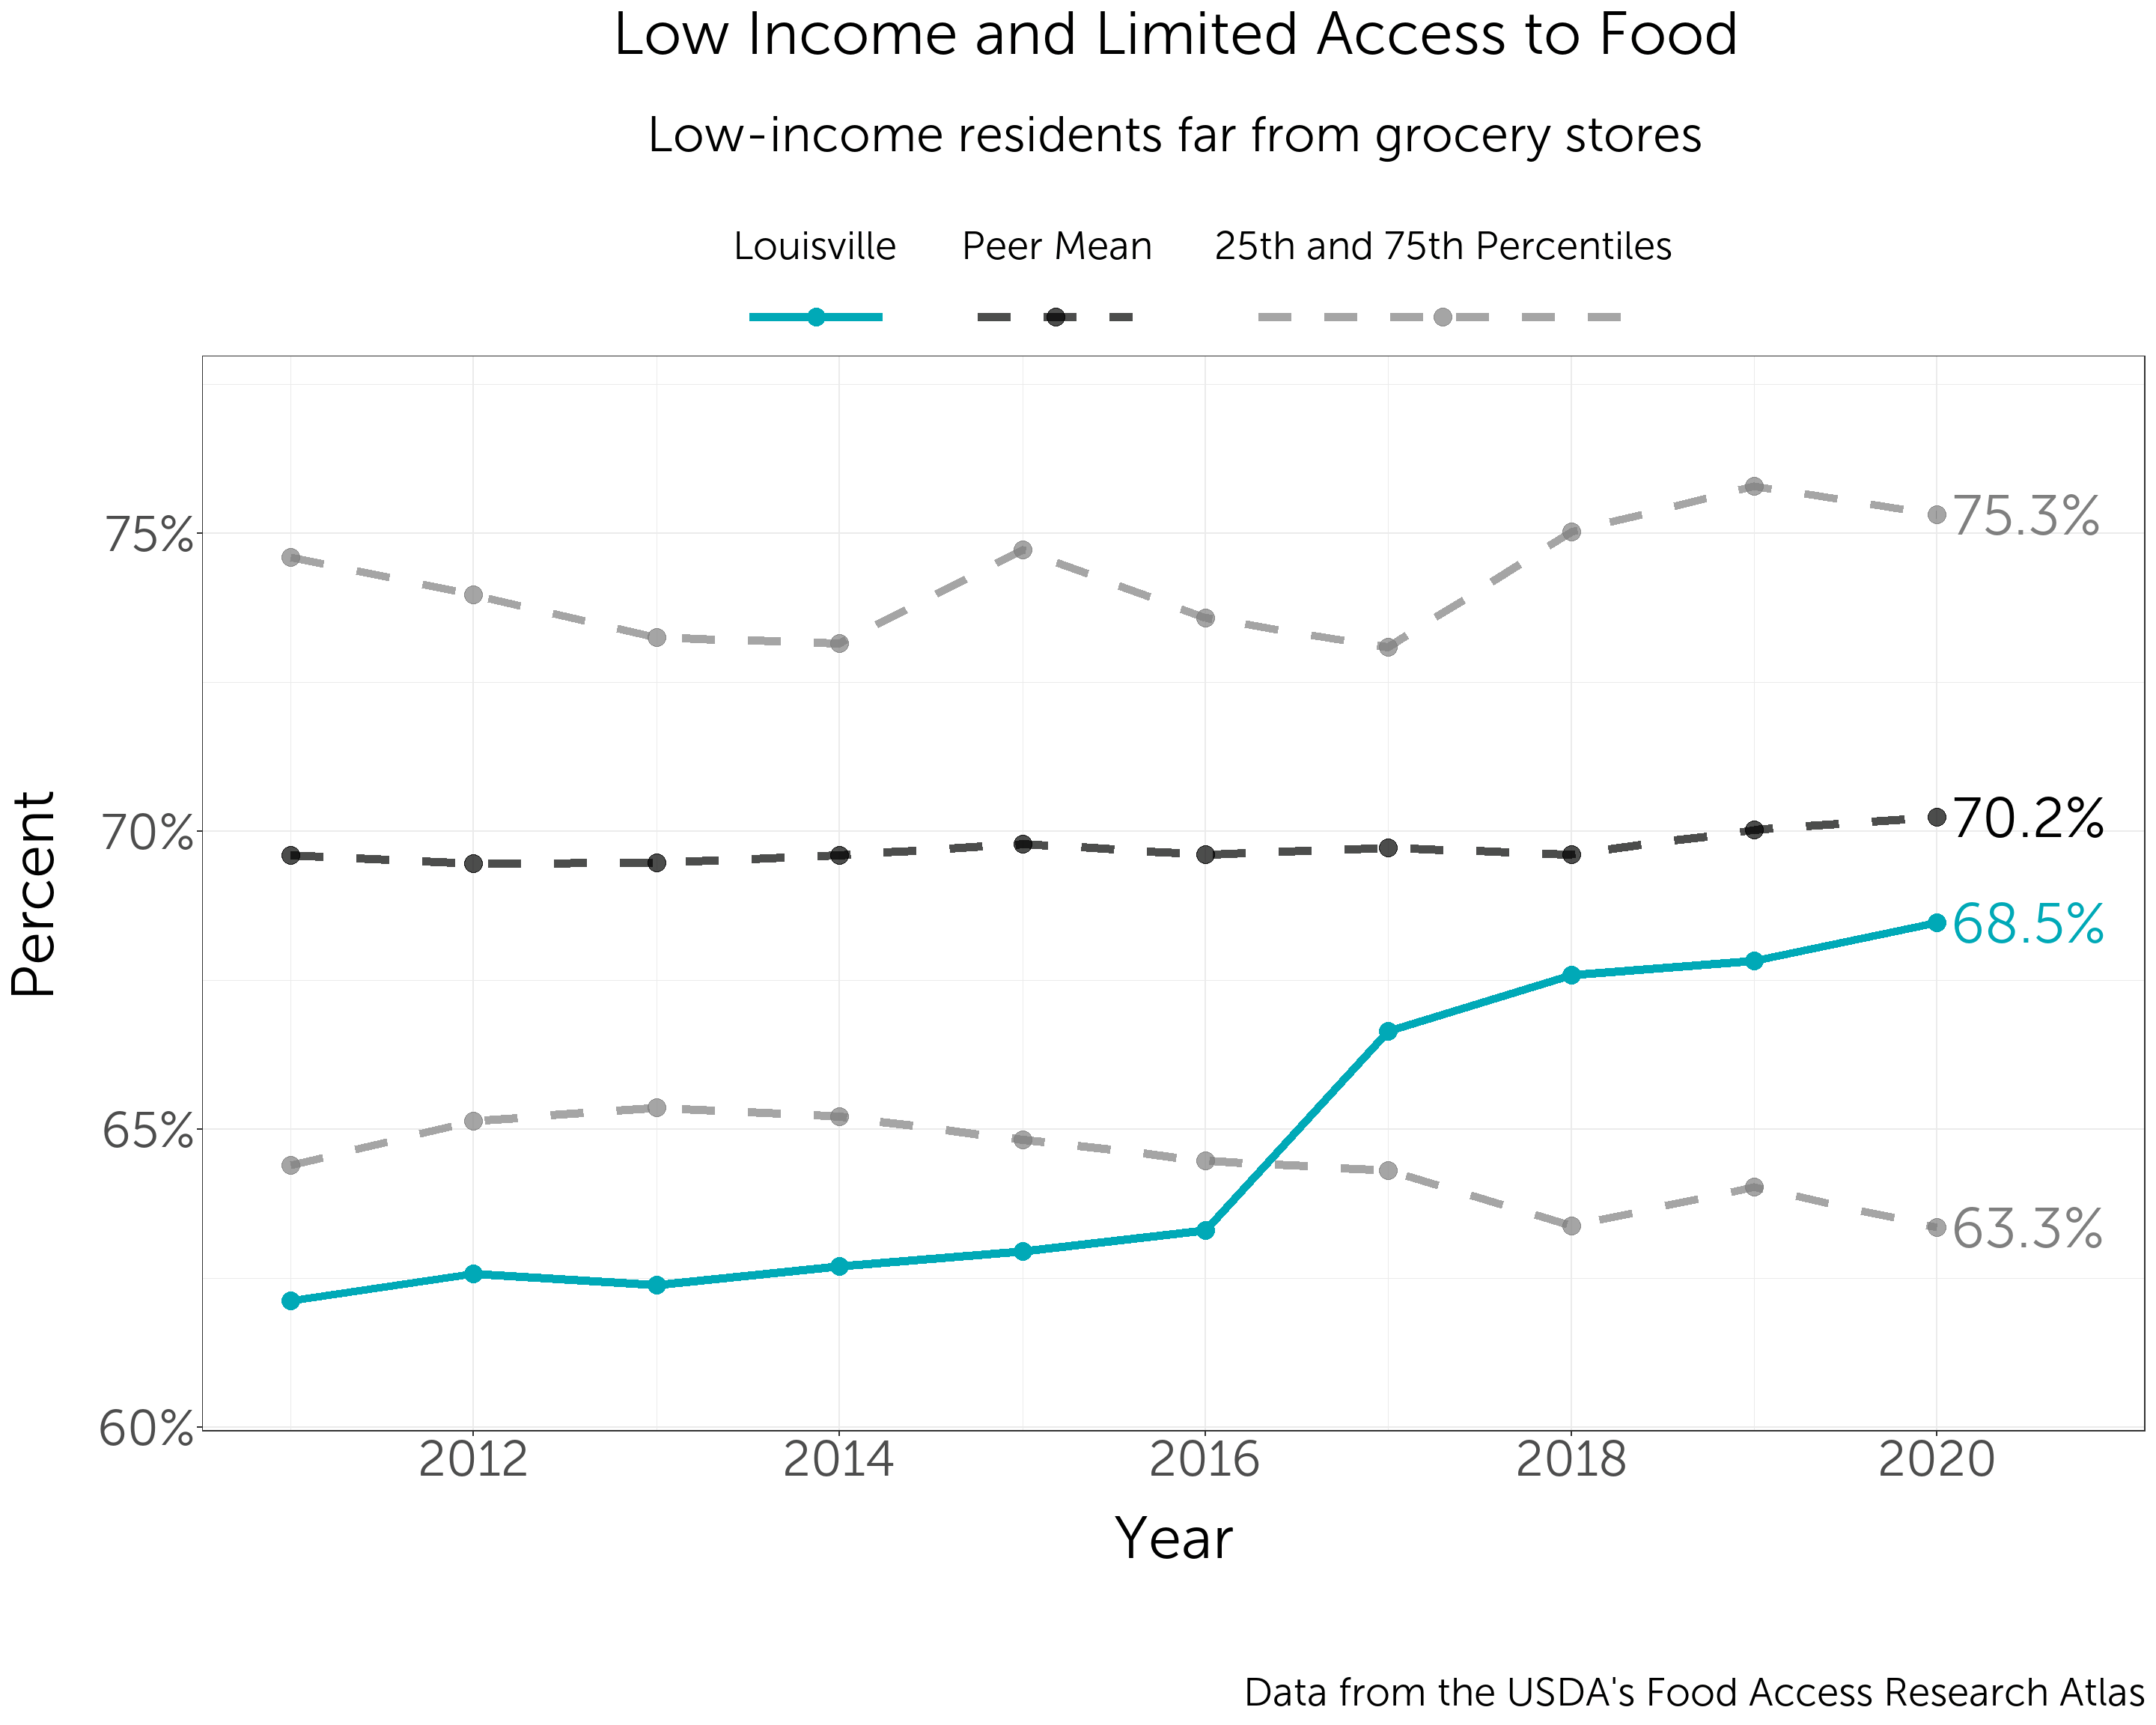 Low Income and Limited Access to Food
Low-income residents far from grocery stores
Louisville Peer Mean 25th and 75th Percentiles
75%
70%
65%
60%
Percent
75.3%
70.2%
68.5%
63.3%
2012 2014 2016 2018 2020
Year
Data from the USDA's Food Access Research Atlas